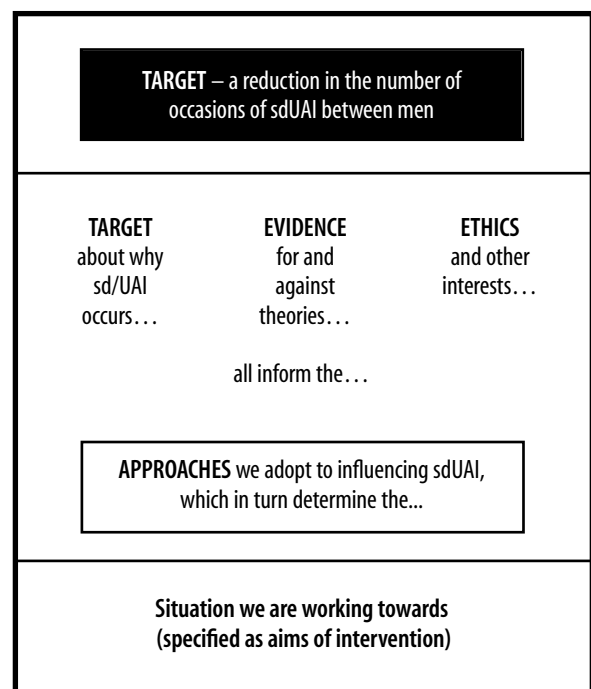 TARGET – a reduction in the number of
occasions of sdUAI between men
TARGET
about why
sd/UAI
occurs…
EVIDENCE
for and
against
theories…
ETHICS
and other
interests…
all inform the…
APPROACHES we adopt to influencing sdUAI,
which in turn determine the...
Situation we are working towards
(specified as aims of intervention)